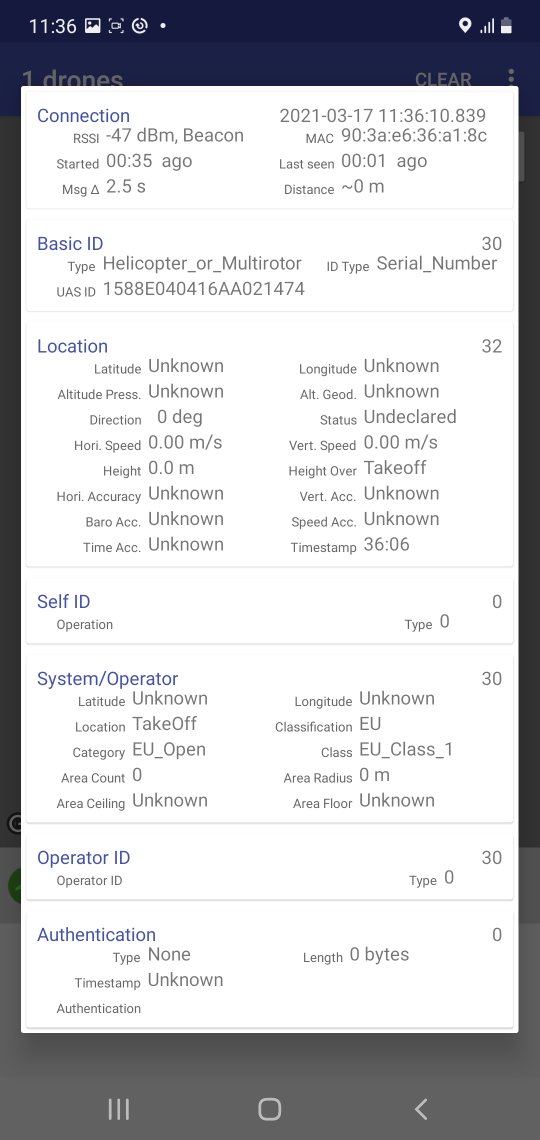 11:36
1 drones CLEAR
Connection 2021-03-17 11:36:10.839
RSSI -47 dBm, Beacon MAC 90:3a:e6:36:a1:8c
Started 00:35 ago Last seen 00:01 ago
Msg Δ 2.5 s Distance ~0 m
Basic ID 30
Type Helicopter_or_Multirotor ID Type Serial_Number
UAS ID 1588E040416AA021474
Location 32
Latitude Unknown Longitude Unknown
Altitude Press. Unknown Alt. Geod. Unknown
Direction 0 deg Status Undeclared
Hori. Speed 0.00 m/s Vert. Speed 0.00 m/s
Height 0.0 m Height Over Takeoff
Hori. Accuracy Unknown Vert. Acc. Unknown
Baro Acc. Unknown Speed Acc. Unknown
Time Acc. Unknown Timestamp 36:06
Self ID 0
Operation Type 0
System/Operator 30
Latitude Unknown Longitude Unknown
Location TakeOff Classification EU
Category EU_Open Class EU_Class_1
Area Count 0 Area Radius 0 m
Area Ceiling Unknown Area Floor Unknown
Operator ID 30
Operator ID Type 0
Authentication 0
Type None Length 0 bytes
Timestamp Unknown
Authentication